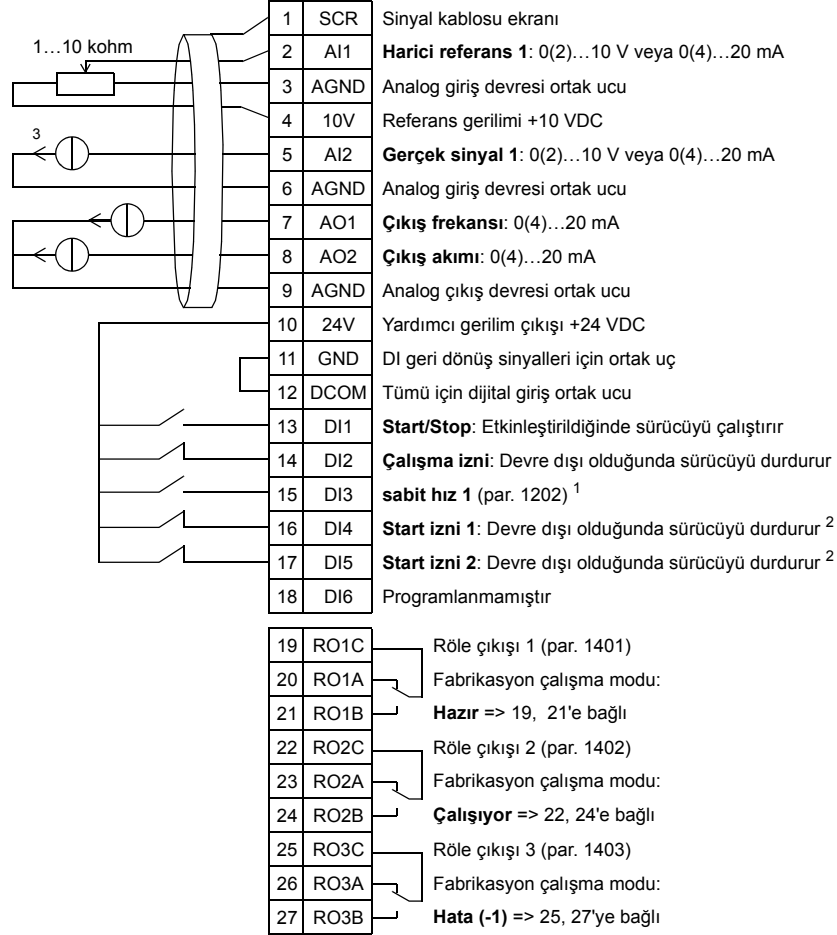 1 SCR Sinyal kablosu ekranı
1…10 kohm
2 AI1 Harici referans 1: 0(2)…10 V veya 0(4)…20 mA
3 AGND Analog giriş devresi ortak ucu
4 10V Referans gerilimi +10 VDC
3
5 AI2 Gerçek sinyal 1: 0(2)…10 V veya 0(4)…20 mA
6 AGND Analog giriş devresi ortak ucu
7 AO1 Çıkış frekansı: 0(4)…20 mA
8 AO2 Çıkış akımı: 0(4)…20 mA
9 AGND Analog çıkış devresi ortak ucu
10 24V Yardımcı gerilim çıkışı +24 VDC
11 GND DI geri dönüş sinyalleri için ortak uç
12 DCOM Tümü için dijital giriş ortak ucu
13 DI1 Start/Stop: Etkinleştirildiğinde sürücüyü çalıştırır
14 DI2 Çalışma izni: Devre dışı olduğunda sürücüyü durdurur
15 DI3 sabit hız 1 (par. 1202) 1
16 DI4 Start izni 1: Devre dışı olduğunda sürücüyü durdurur 2
17 DI5 Start izni 2: Devre dışı olduğunda sürücüyü durdurur 2
18 DI6 Programlanmamıştır
19 RO1C Röle çıkışı 1 (par. 1401)
20 RO1A Fabrikasyon çalışma modu:
21 RO1B Hazır => 19, 21'e bağlı
22 RO2C Röle çıkışı 2 (par. 1402)
23 RO2A Fabrikasyon çalışma modu:
24 RO2B Çalışıyor => 22, 24'e bağlı
25 RO3C Röle çıkışı 3 (par. 1403)
26 RO3A Fabrikasyon çalışma modu:
27 RO3B Hata (-1) => 25, 27'ye bağlı